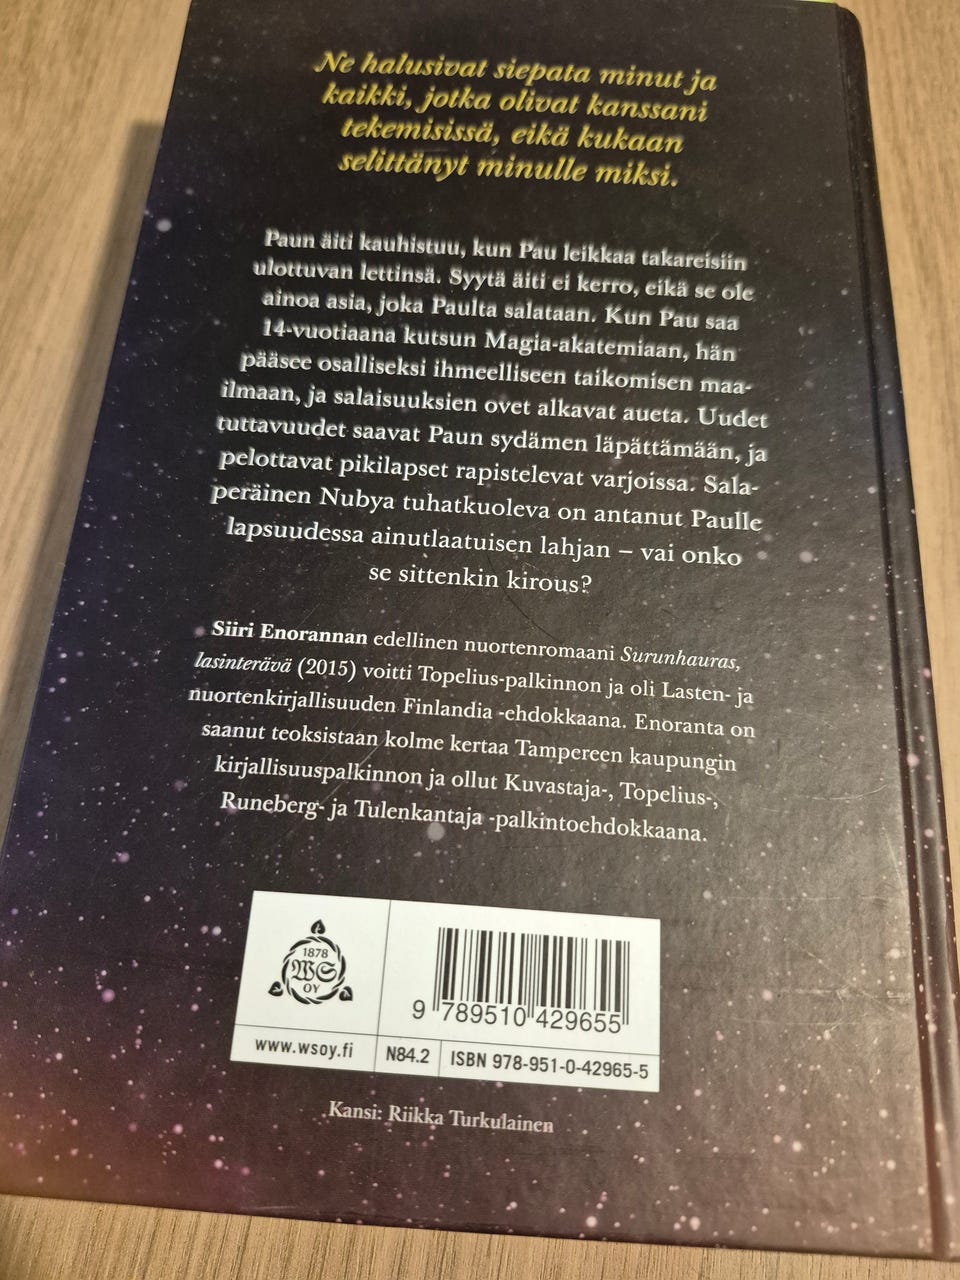 Ne halusivat siepata minut ja
kaikki, jotka olivat kanssani
tekemisissä, eikä kukaan
selittänyt minulle miksi.
Paun äiti kauhistuu, kun Pau leikkaa takareisiin
ulottuvan lettinsä. Syytä äiti ei kerro, eikä se ole
ainoa asia, joka Paulta salataan. Kun Pau saa
14-vuotiaana kutsun Magia-akatemiaan, hän
pääsee osalliseksi ihmeelliseen taikomisen maa-
ilmaan, ja salaisuuksien ovet alkavat aueta. Uudet
tuttavuudet saavat Paun sydämen läpättämään, ja
pelottavat pikilapset rapistelevat varjoissa. Sala-
peräinen Nubya tuhatkuoleva on antanut Paulle
lapsuudessa ainutlaatuisen lahjan – vai onko
se sittenkin kirous?
Siiri Enorannan edellinen nuortenromaani Surunhauras,
lasinterävä (2015) voitti Topelius-palkinnon ja oli Lasten- ja
nuortenkirjallisuuden Finlandia -ehdokkaana. Enoranta on
saanut teoksistaan kolme kertaa Tampereen kaupungin
kirjallisuuspalkinnon ja ollut Kuvastaja-, Topelius-,
Runeberg- ja Tulenkantaja -palkintoehdokkaana.
1878
WS
OY
9 789510 429655
www.wsoy.fi
N84.2
ISBN 978-951-0-42965-5
Kansi: Riikka Turkulainen